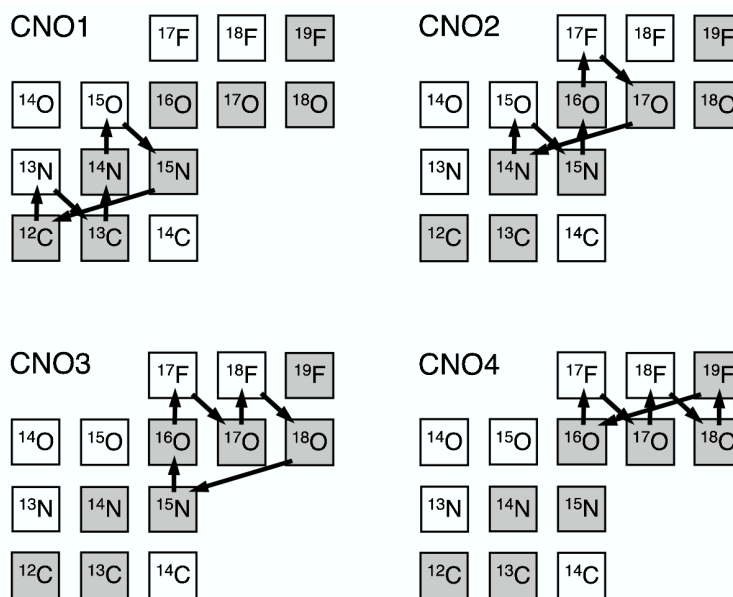 CNO1 ¹⁷F ¹⁸F ¹⁹F
¹⁴O ¹⁵O ¹⁶O ¹⁷O ¹⁸O
¹³N ¹⁴N ¹⁵N
¹²C ¹³C ¹⁴C
CNO2 ¹⁷F ¹⁸F ¹⁹F
¹⁴O ¹⁵O ¹⁶O ¹⁷O ¹⁸O
¹³N ¹⁴N ¹⁵N
¹²C ¹³C ¹⁴C
CNO3 ¹⁷F ¹⁸F ¹⁹F
¹⁴O ¹⁵O ¹⁶O ¹⁷O ¹⁸O
¹³N ¹⁴N ¹⁵N
¹²C ¹³C ¹⁴C
CNO4 ¹⁷F ¹⁸F ¹⁹F
¹⁴O ¹⁵O ¹⁶O ¹⁷O ¹⁸O
¹³N ¹⁴N ¹⁵N
¹²C ¹³C ¹⁴C